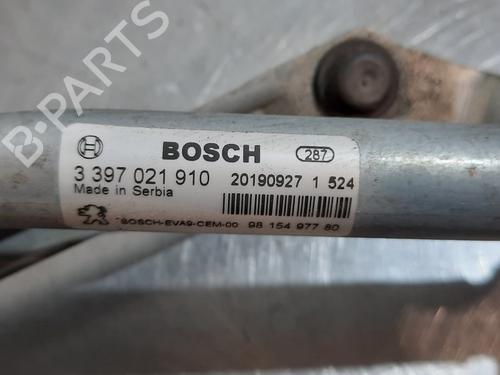 BOSCH 287
3 397 021 910 20190927 1 524
Made in Serbia
BOSCH-EVA9-CEM-00 98 154 977 80
B-PARTS